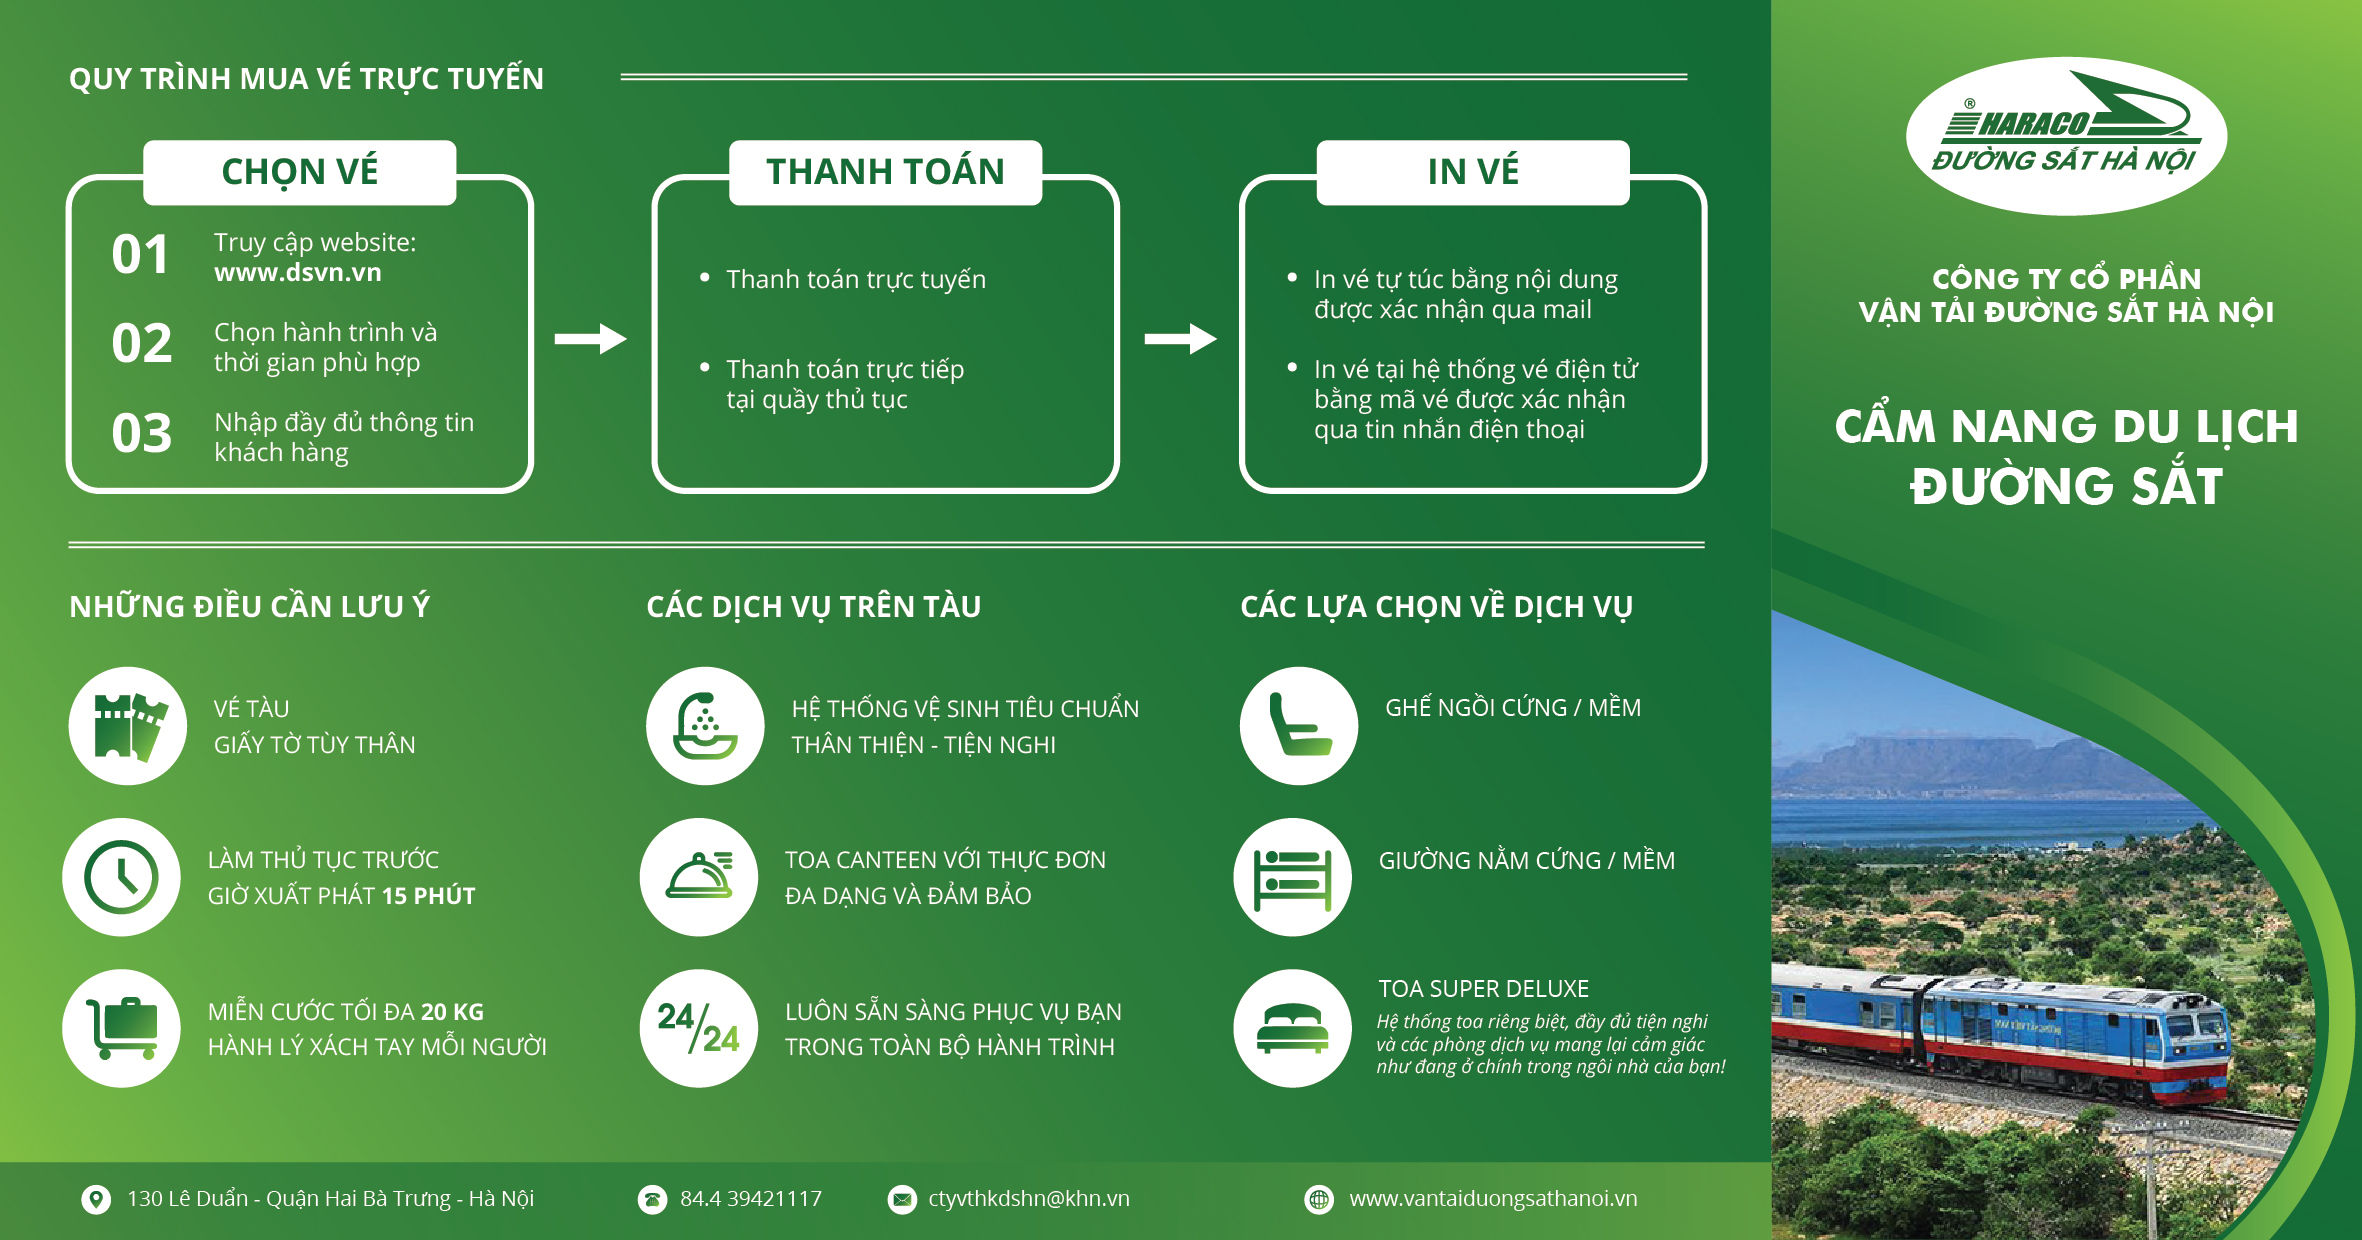 QUY TRÌNH MUA VÉ TRỰC TUYẾN
CHỌN VÉ
01
Truy cập website:
www.dsvn.vn
02
Chọn hành trình và
thời gian phù hợp
03
Nhập đầy đủ thông tin
khách hàng
THANH TOÁN
• Thanh toán trực tuyến
• Thanh toán trực tiếp
tại quầy thủ tục
IN VÉ
• In vé tự túc bằng nội dung
được xác nhận qua mail
• In vé tại hệ thống vé điện tử
bằng mã vé được xác nhận
qua tin nhắn điện thoại
NHỮNG ĐIỀU CẦN LƯU Ý
VÉ TÀU
GIẤY TỜ TÙY THÂN
LÀM THỦ TỤC TRƯỚC
GIỜ XUẤT PHÁT 15 PHÚT
MIỄN CƯỚC TỐI ĐA 20 KG
HÀNH LÝ XÁCH TAY MỖI NGƯỜI
CÁC DỊCH VỤ TRÊN TÀU
HỆ THỐNG VỆ SINH TIÊU CHUẨN
THÂN THIỆN - TIỆN NGHI
TOA CANTEEN VỚI THỰC ĐƠN
ĐA DẠNG VÀ ĐẢM BẢO
24/24
LUÔN SẴN SÀNG PHỤC VỤ BẠN
TRONG TOÀN BỘ HÀNH TRÌNH
CÁC LỰA CHỌN VỀ DỊCH VỤ
GHẾ NGỒI CỨNG / MỀM
GIƯỜNG NẰM CỨNG / MỀM
TOA SUPER DELUXE
Hệ thống toa riêng biệt, đầy đủ tiện nghi
và các phòng dịch vụ mang lại cảm giác
như đang ở chính trong ngôi nhà của bạn!
130 Lê Duẩn - Quận Hai Bà Trưng - Hà Nội
84.4 39421117
ctyvthkdshn@khn.vn
www.vantaiduongsathanoi.vn
® HARACO
ĐƯỜNG SẮT HÀ NỘI
CÔNG TY CỔ PHẦN
VẬN TẢI ĐƯỜNG SẮT HÀ NỘI
CẨM NANG DU LỊCH
ĐƯỜNG SẮT